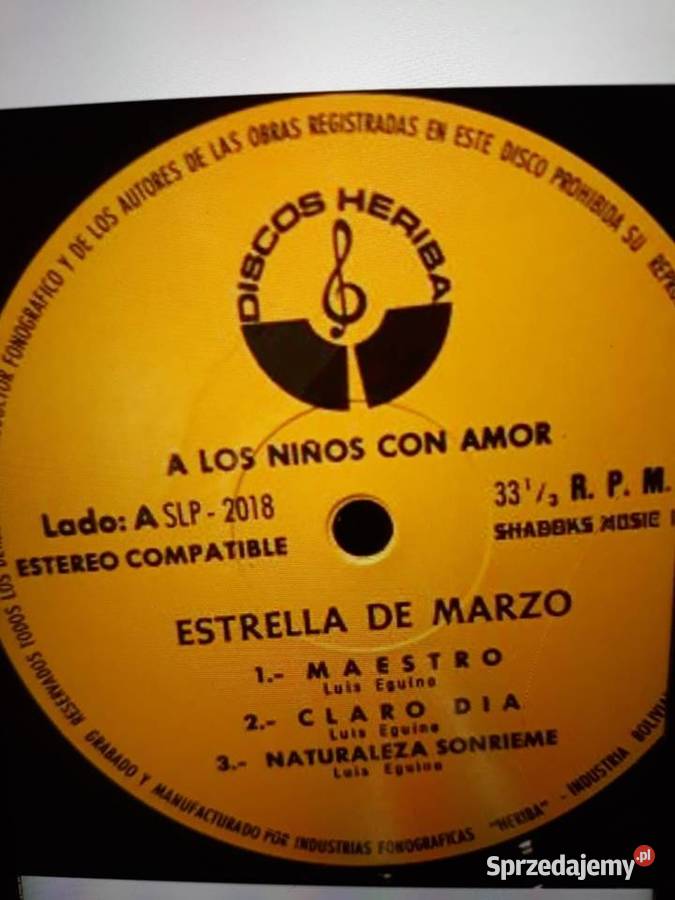 DISCOS HERIBA
A LOS NIÑOS CON AMOR
Lado: A SLP - 2018
ESTEREO COMPATIBLE
33 1/3 R. P. M.
SHADOKS MUSIC
ESTRELLA DE MARZO
1.- MAESTRO
Luis Eguino
2.- CLARO DIA
Luis Eguino
3.- NATURALEZA SONRIEME
Luis Eguino
FONOGRAFICO Y DE LOS AUTORES DE LAS OBRAS REGISTRADAS EN ESTE DISCO PROHIBIDA SU
RESERVADOS TODOS LOS
GRABADO Y MANUFACTURADO POR INDUSTRIAS FONOGRAFICAS "HERIBA" - INDUSTRIA BOLIVIA
Sprzedajemy.pl